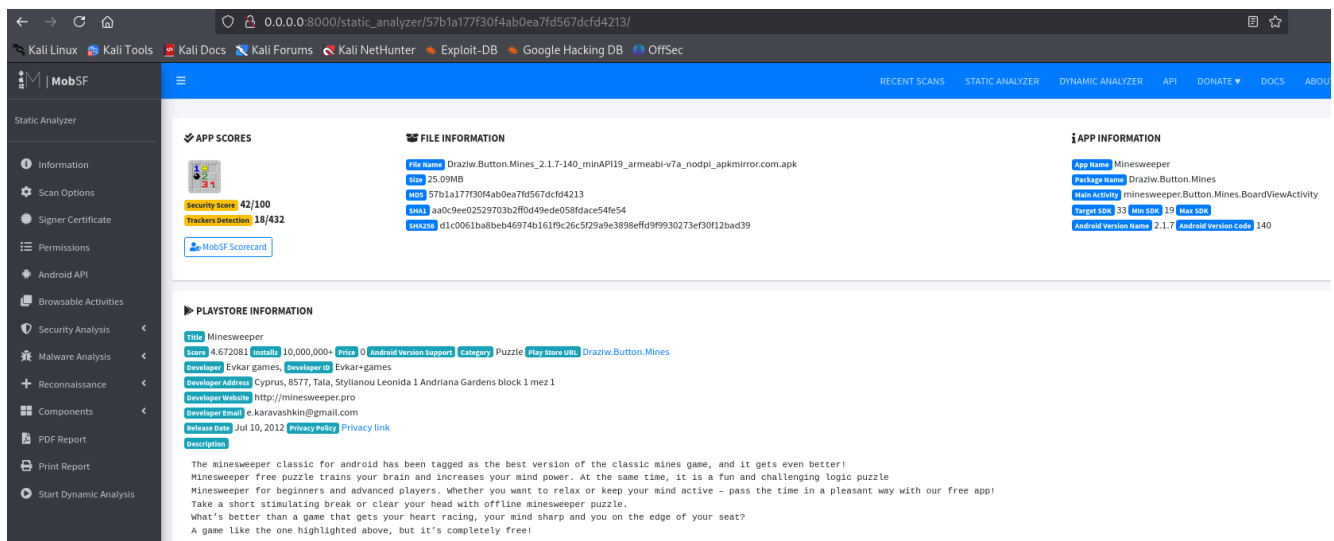 0.0.0.0:8000/static_analyzer/57b1a177f30f4ab0ea7fd567dcfd4213/
Kali Linux Kali Tools Kali Docs Kali Forums Kali NetHunter Exploit-DB Google Hacking DB OffSec
MobSF
RECENT SCANS STATIC ANALYZER DYNAMIC ANALYZER API DONATE ♥ DOCS ABOU
Static Analyzer
Information
Scan Options
Signer Certificate
Permissions
Android API
Browsable Activities
Security Analysis
Malware Analysis
Reconnaissance
Components
PDF Report
Print Report
Start Dynamic Analysis
APP SCORES
Security Score 42/100
Trackers Detection 18/432
MobSF Scorecard
FILE INFORMATION
File Name Draziw.Button.Mines_2.1.7-140_minAPI19_armeabi-v7a_nodpi_apkmirror.com.apk
Size 25.09MB
MD5 57b1a177f30f4ab0ea7fd567dcfd4213
SHA1 aa0c9ee02529703b2ff0d49ede058fdace54fe54
SHA256 d1c0061ba8beb46974b161f9c26c5f29a9e3898effd9f9930273ef30f12bad39
APP INFORMATION
App Name Minesweeper
Package Name Draziw.Button.Mines
Main Activity minesweeper.Button.Mines.BoardViewActivity
Target SDK 33 Min SDK 19 Max SDK
Android Version Name 2.1.7 Android Version Code 140
PLAYSTORE INFORMATION
Title Minesweeper
Score 4.672081 Installs 10,000,000+ Price 0 Android Version Support Category Puzzle Play Store URL Draziw.Button.Mines
Developer Evkar games, Developer ID Evkar+games
Developer Address Cyprus, 8577, Tala, Stylianou Leonida 1 Andriana Gardens block 1 mez 1
Developer Website http://minesweeper.pro
Developer Email e.karavashkin@gmail.com
Release Date Jul 10, 2012 Privacy Policy Privacy link
Description
The minesweeper classic for android has been tagged as the best version of the classic mines game, and it gets even better!
Minesweeper free puzzle trains your brain and increases your mind power. At the same time, it is a fun and challenging logic puzzle
Minesweeper for beginners and advanced players. Whether you want to relax or keep your mind active – pass the time in a pleasant way with our free app!
Take a short stimulating break or clear your head with offline minesweeper puzzle.
What's better than a game that gets your heart racing, your mind sharp and you on the edge of your seat?
A game like the one highlighted above, but it's completely free!